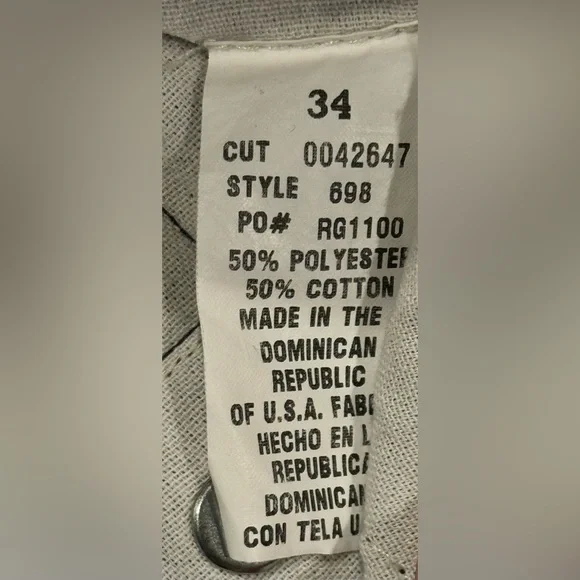 34
CUT 0042647
STYLE 698
PO# RG1100
50% POLYESTER
50% COTTON
MADE IN THE
DOMINICAN
REPUBLIC
OF U.S.A.
HECHO EN
REPUBLICA
DOMINICAN
CON TELA